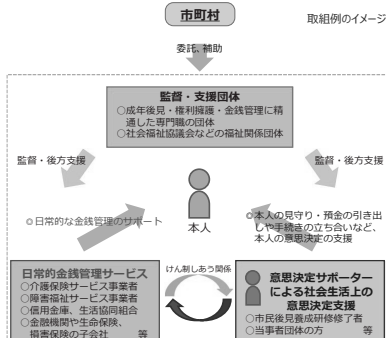 市町村
取組例のイメージ
委託、補助
監督・支援団体
○成年後見・権利擁護・金銭管理に精
通した専門職の団体
○社会福祉協議会などの福祉関係団体
監督・後方支援
監督・後方支援
◎日常的な金銭管理のサポート
本人
◎本人の見守り・預金の引き出
しや手続きの立ち合いなど、
本人の意思決定の支援
日常的金銭管理サービス
○介護保険サービス事業者
○障害福祉サービス事業者
○信用金庫、生活協同組合
○金融機関や生命保険、
損害保険の子会社 等
けん制しあう関係
意思決定サポーター
による社会生活上の
意思決定支援
○市民後見養成研修修了者
○当事者団体の方 等